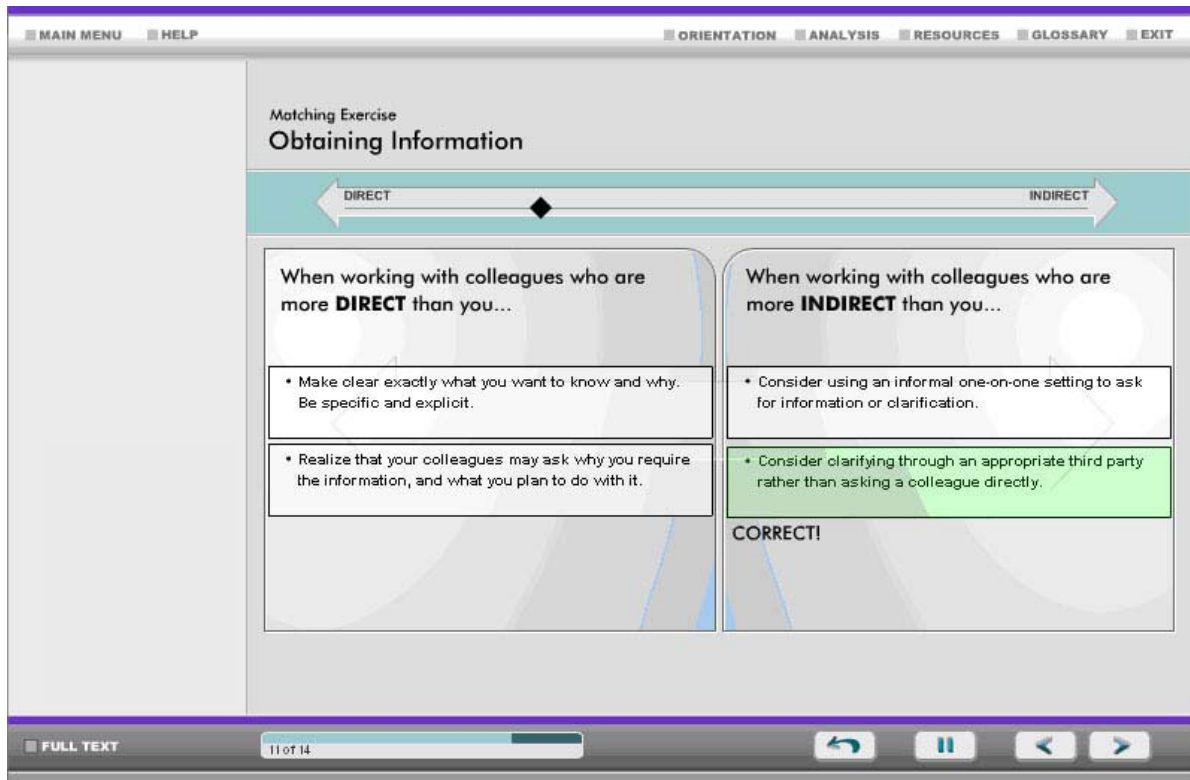 MAIN MENU HELP ORIENTATION ANALYSIS RESOURCES GLOSSARY EXIT
Matching Exercise
Obtaining Information
DIRECT INDIRECT
When working with colleagues who are
more DIRECT than you...
• Make clear exactly what you want to know and why.
Be specific and explicit.
• Realize that your colleagues may ask why you require
the information, and what you plan to do with it.
When working with colleagues who are
more INDIRECT than you...
• Consider using an informal one-on-one setting to ask
for information or clarification.
• Consider clarifying through an appropriate third party
rather than asking a colleague directly.
CORRECT!
FULL TEXT 11 of 14